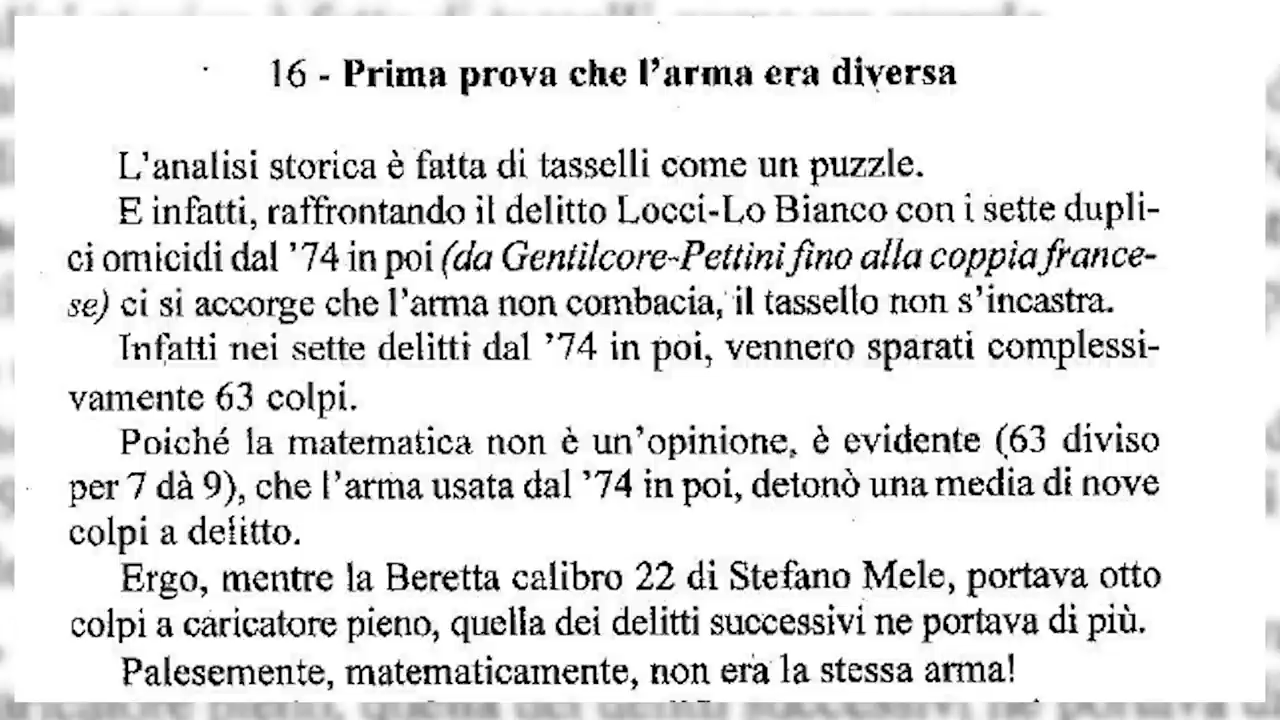 16 - Prima prova che l'arma era diversa
L'analisi storica è fatta di tasselli come un puzzle.
E infatti, raffrontando il delitto Locci-Lo Bianco con i sette dupli-
ci omicidi dal '74 in poi (da Gentilcore-Pettini fino alla coppia france-
se) ci si accorge che l'arma non combacia, il tassello non s'incastra.
Infatti nei sette delitti dal '74 in poi, vennero sparati complessi-
vamente 63 colpi.
Poiché la matematica non è un'opinione, è evidente (63 diviso
per 7 dà 9), che l'arma usata dal '74 in poi, detonò una media di nove
colpi a delitto.
Ergo, mentre la Beretta calibro 22 di Stefano Mele, portava otto
colpi a caricatore pieno, quella dei delitti successivi ne portava di più.
Palesemente, matematicamente, non era la stessa arma!